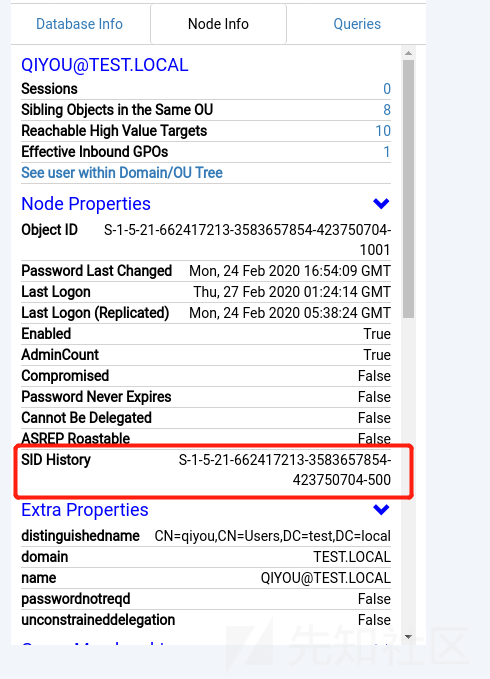 Database Info Node Info Queries
QIYOU@TEST.LOCAL
Sessions 0
Sibling Objects in the Same OU 8
Reachable High Value Targets 10
Effective Inbound GPOs 1
See user within Domain/OU Tree
Node Properties
Object ID S-1-5-21-662417213-3583657854-423750704-
1001
Password Last Changed Mon, 24 Feb 2020 16:54:09 GMT
Last Logon Thu, 27 Feb 2020 01:24:14 GMT
Last Logon (Replicated) Mon, 24 Feb 2020 05:38:24 GMT
Enabled True
AdminCount True
Compromised False
Password Never Expires False
Cannot Be Delegated False
ASREP Roastable False
SID History S-1-5-21-662417213-3583657854-
423750704-500
Extra Properties
distinguishedname CN=qiyou,CN=Users,DC=test,DC=local
domain TEST.LOCAL
name QIYOU@TEST.LOCAL
passwordnotreqd False
unconstraineddelegation False
先知社区